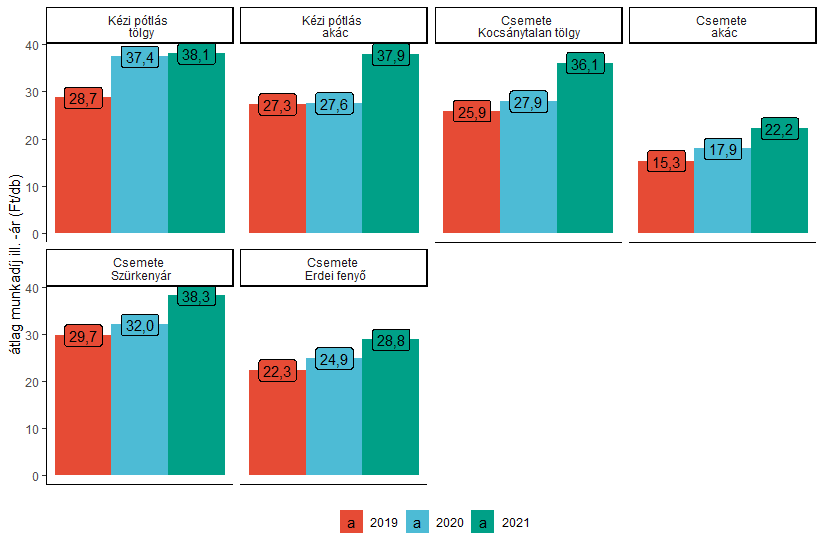 Kézi pótlás
tölgy
Kézi pótlás
akác
Csemete
Kocsánytalan tölgy
Csemete
akác
40
30
20
10
0
28,7
37,4
38,1
27,3
27,6
37,9
25,9
27,9
36,1
15,3
17,9
22,2
átlag munkadíj ill. -ár (Ft/db)
Csemete
Szürkenyár
Csemete
Erdei fenyő
40
30
20
10
0
29,7
32,0
38,3
22,3
24,9
28,8
a 2019 a 2020 a 2021